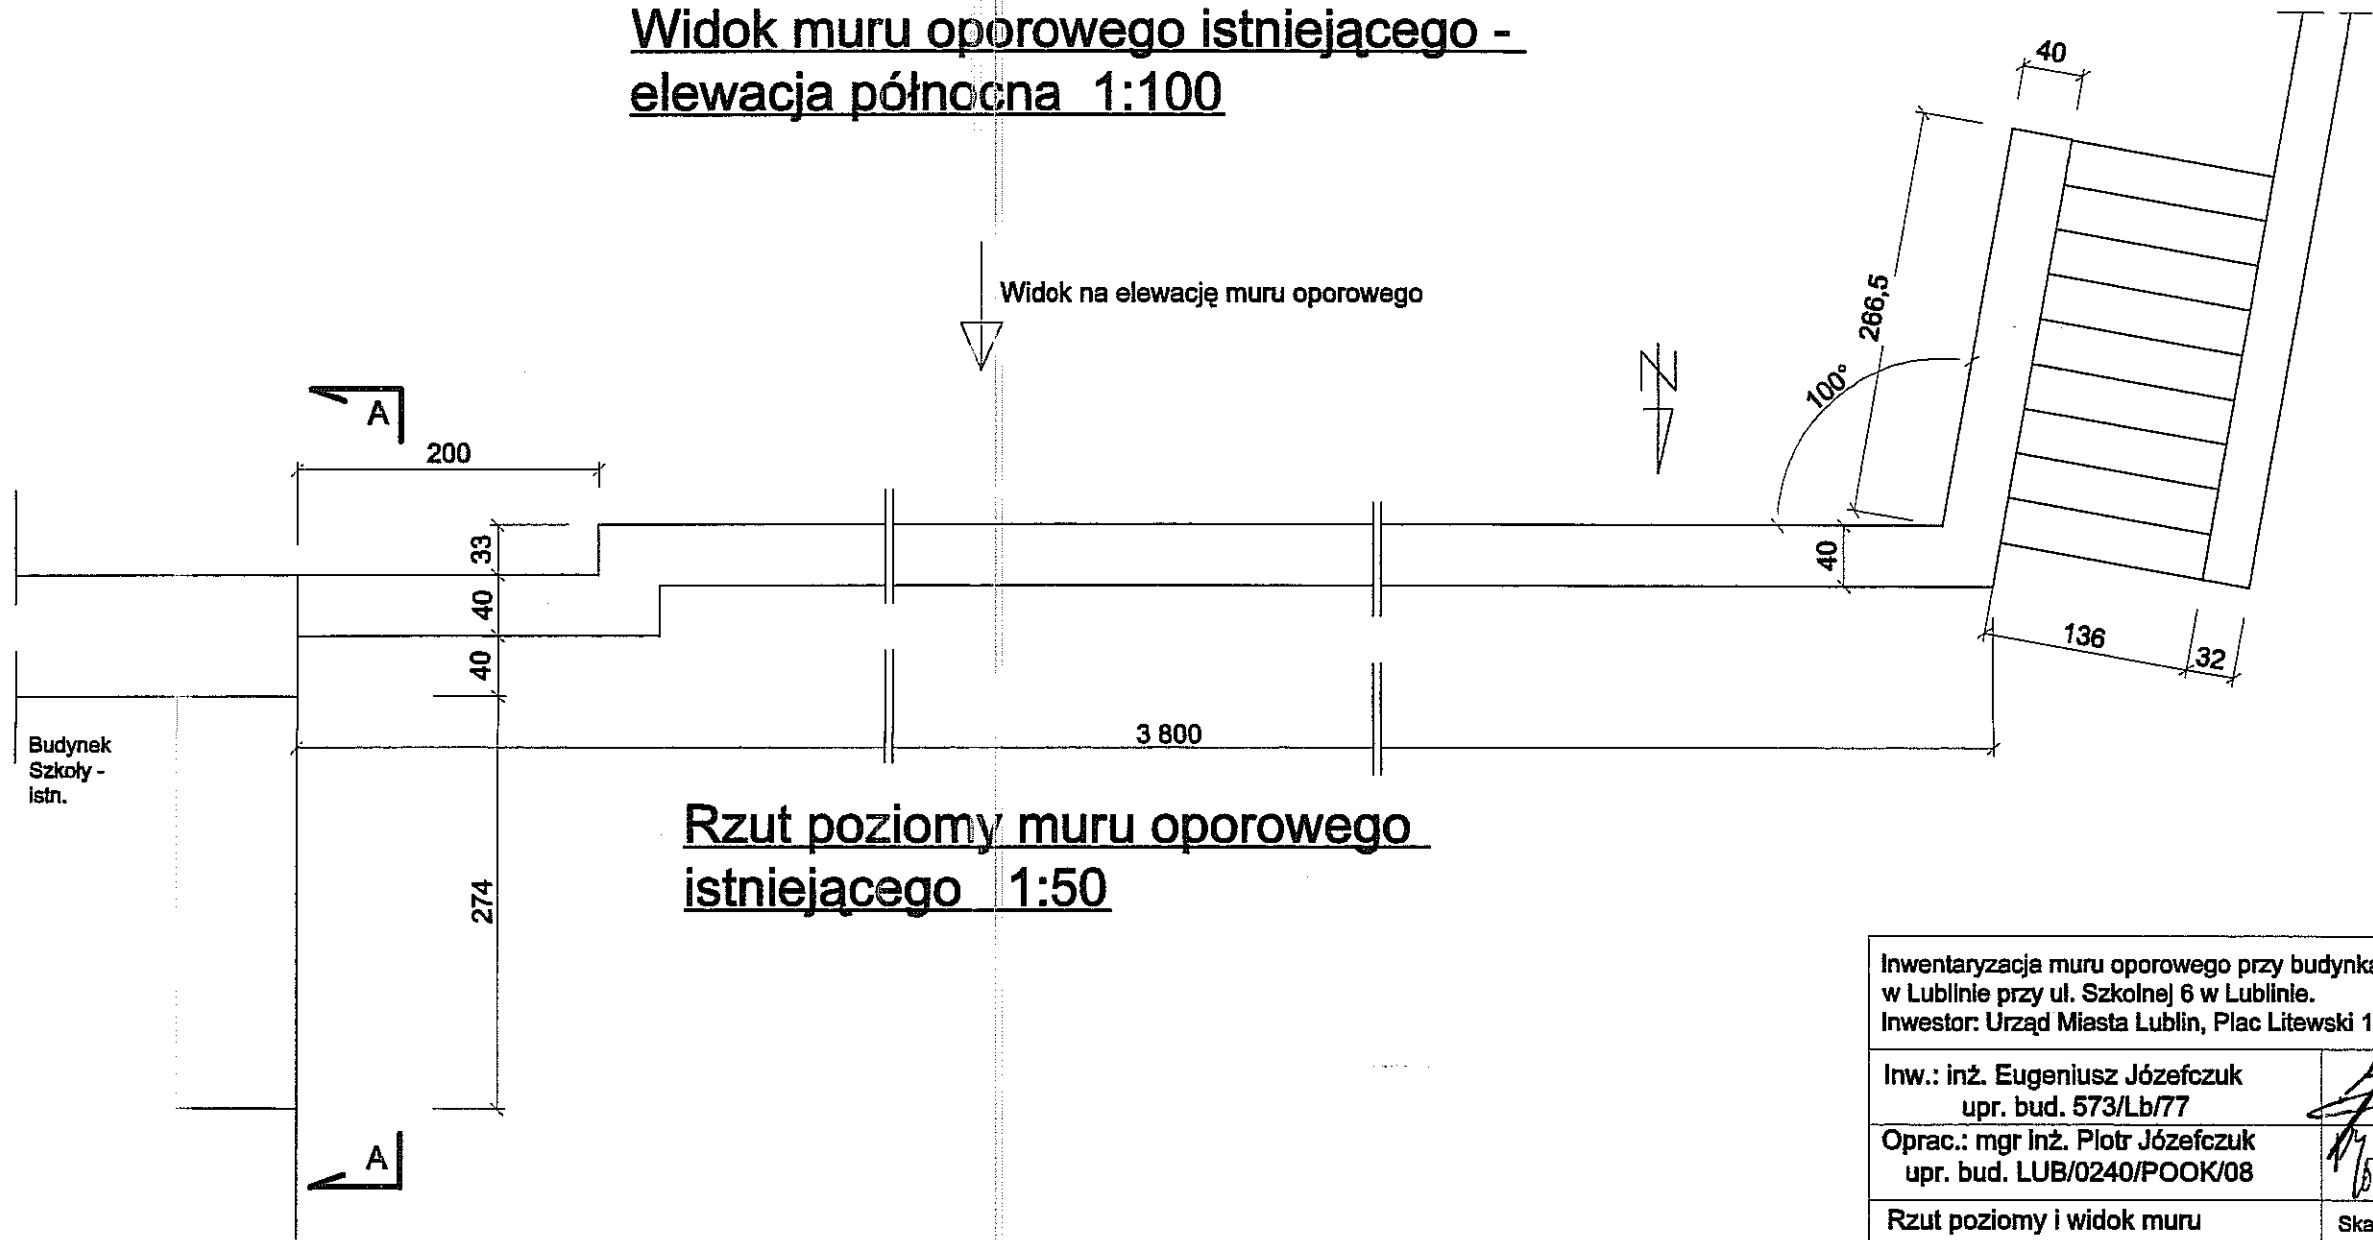 Widok muru oporowego istniejącego -
elewacja północna 1:100
40
266,5
Widok na elewację muru oporowego
N
100°
A
200
33
40
40
40
136
32
3 800
Budynek
Szkoły -
istn.
Rzut poziomy muru oporowego
istniejącego 1:50
274
A
Inwentaryzacja muru oporowego przy budynka
w Lublinie przy ul. Szkolnej 6 w Lublinie.
Inwestor: Urząd Miasta Lublin, Plac Litewski 1
Inw.: inż. Eugeniusz Józefczuk
upr. bud. 573/Lb/77
Oprac.: mgr inż. Piotr Józefczuk
upr. bud. LUB/0240/POOK/08
Rzut poziomy i widok muru
Ska